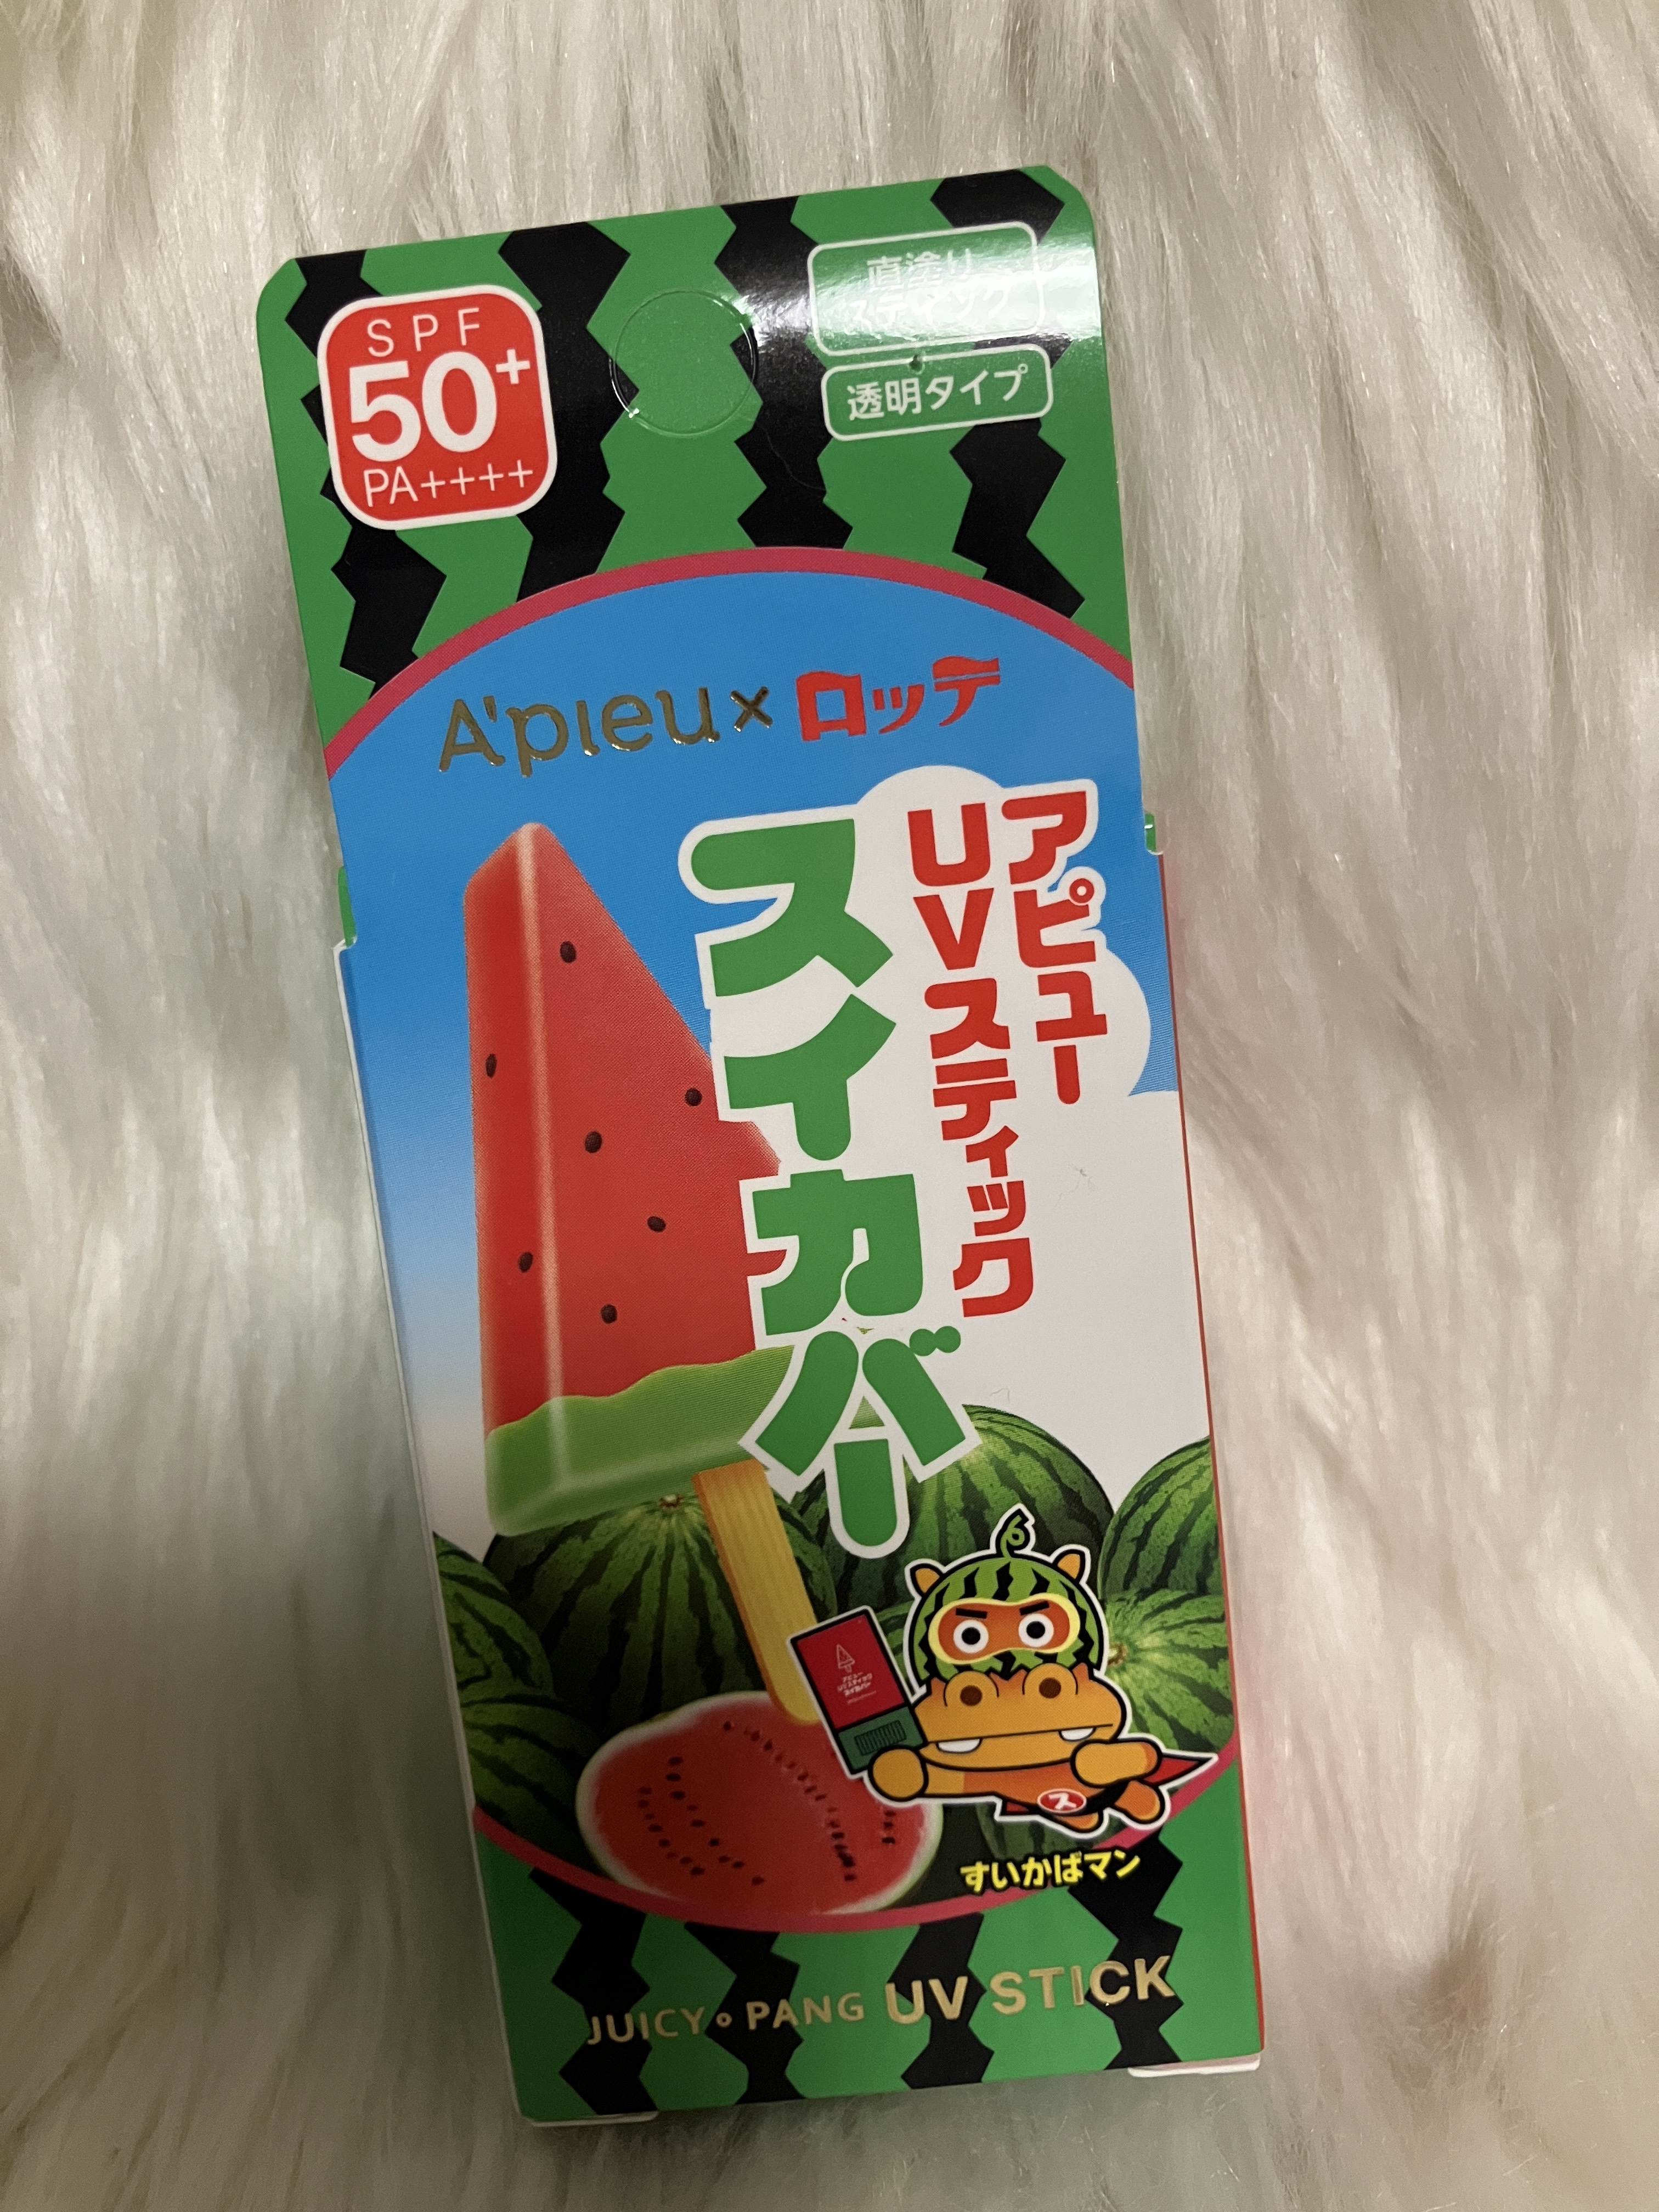 SPF
50+
PA++++
直塗り
スティック
透明タイプ
A'pieu×ロッテ
アピュー
UVスティック
スイカバー
ス
すいかばマン
JUICY・PANG UV STICK